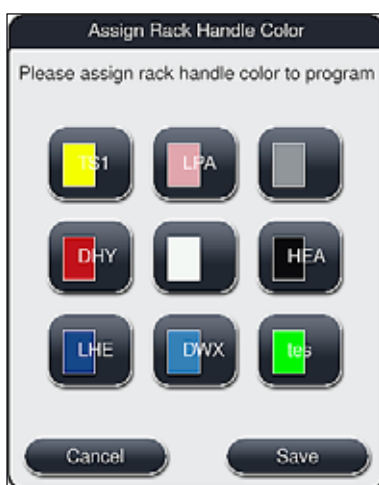 Assign Rack Handle Color
Please assign rack handle color to program
TS1 LPA
DHY HEA
LHE DWX tes
Cancel Save